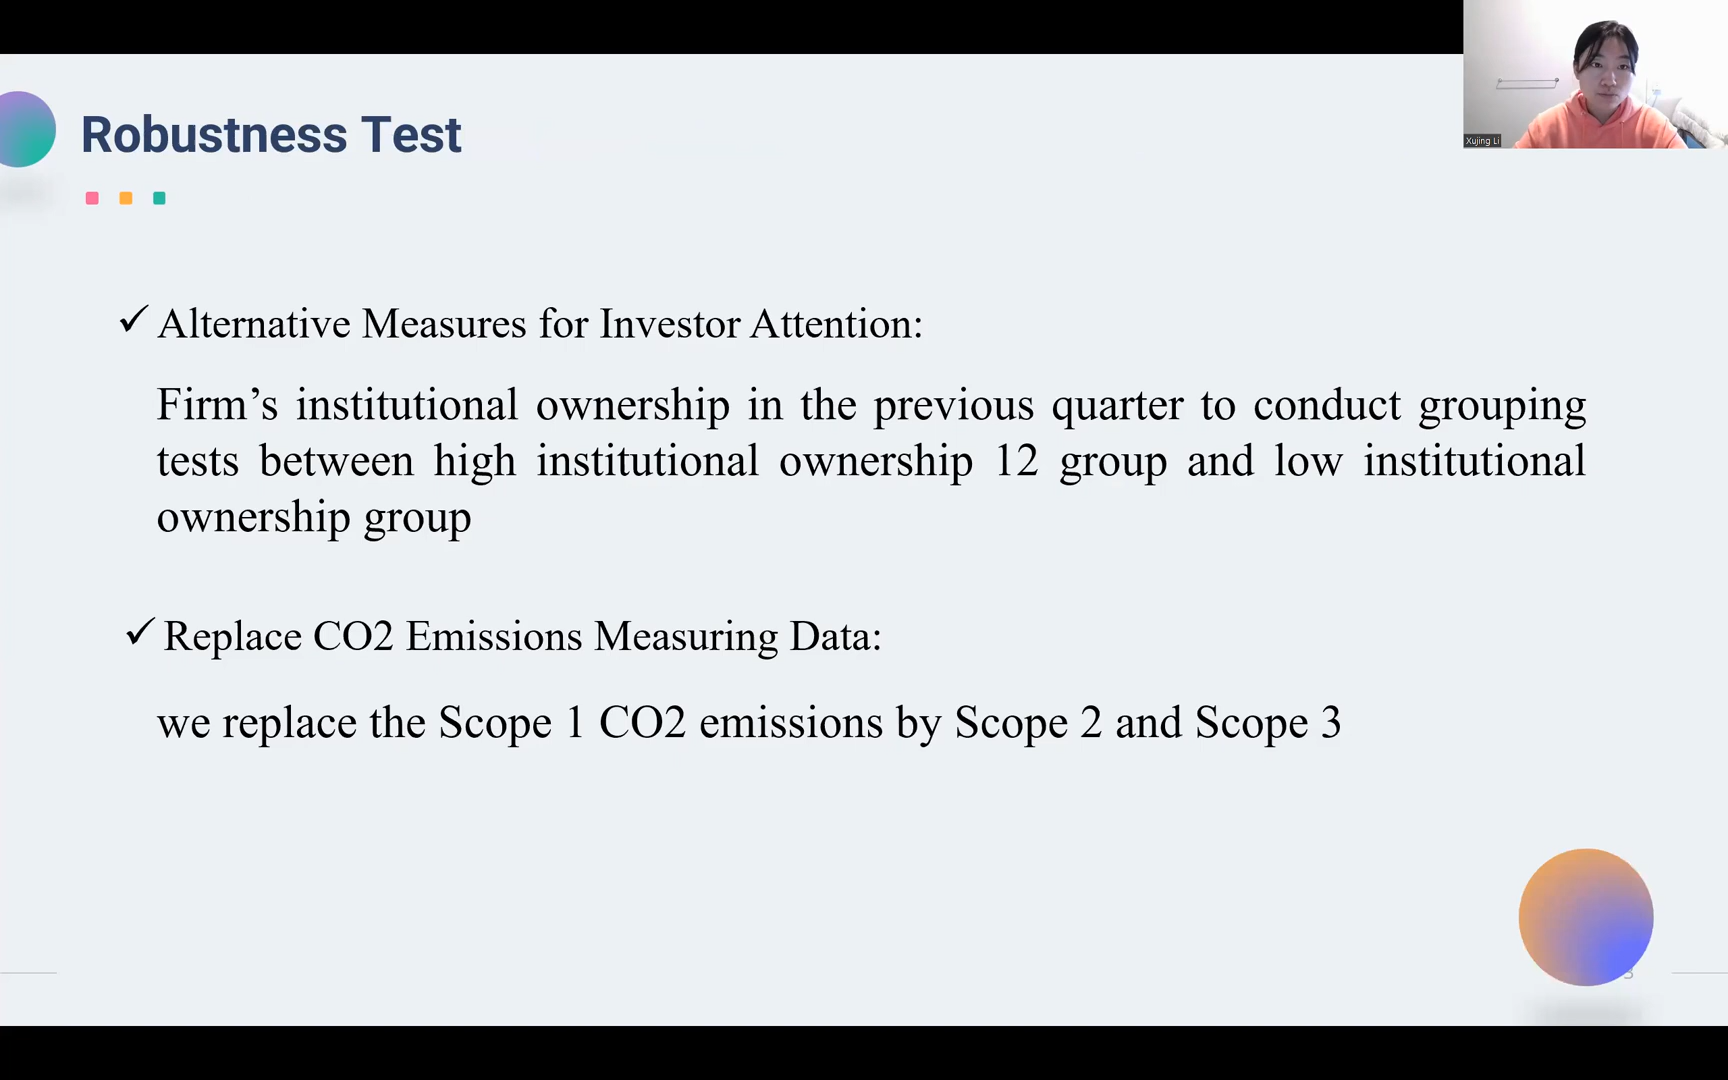 Robustness Test
Xujing Li
✓ Alternative Measures for Investor Attention:
Firm’s institutional ownership in the previous quarter to conduct grouping
tests between high institutional ownership 12 group and low institutional
ownership group
✓ Replace CO2 Emissions Measuring Data:
we replace the Scope 1 CO2 emissions by Scope 2 and Scope 3